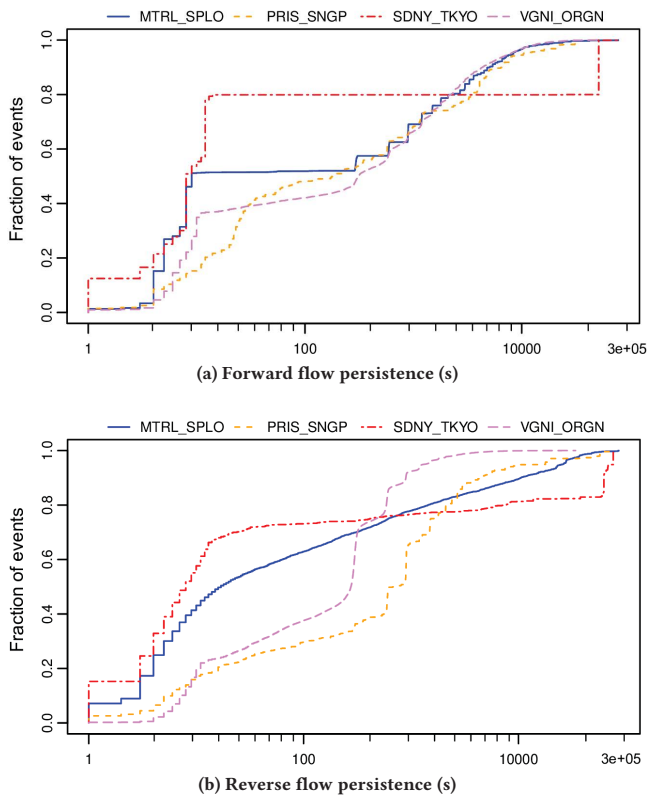 MTRL_SPLO PRIS_SNGP SDNY_TKYO VGNI_ORGN
Fraction of events
0.0 0.2 0.4 0.6 0.8 1.0
1 100 10000 3e+05
(a) Forward flow persistence (s)
MTRL_SPLO PRIS_SNGP SDNY_TKYO VGNI_ORGN
Fraction of events
0.0 0.2 0.4 0.6 0.8 1.0
1 100 10000 3e+05
(b) Reverse flow persistence (s)